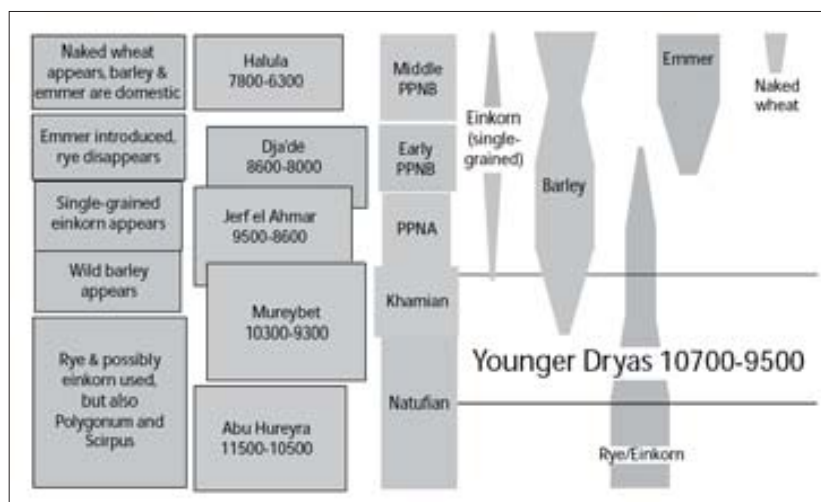 Naked wheat
appears, barley &
emmer are domestic
Emmer introduced,
rye disappears
Single-grained
einkorn appears
Wild barley
appears
Rye & possibly
einkorn used,
but also
Polygonum and
Scirpus
Halula
7800-6300
Dja'de
8600-8000
Jerf el Ahmar
9500-8600
Mureybet
10300-9300
Abu Hureyra
11500-10500
Middle
PPNB
Early
PPNB
PPNA
Khamian
Natufian
Einkorn
(single-
grained)
Barley
Emmer
Naked
wheat
Younger Dryas 10700-9500
Rye/Einkorn